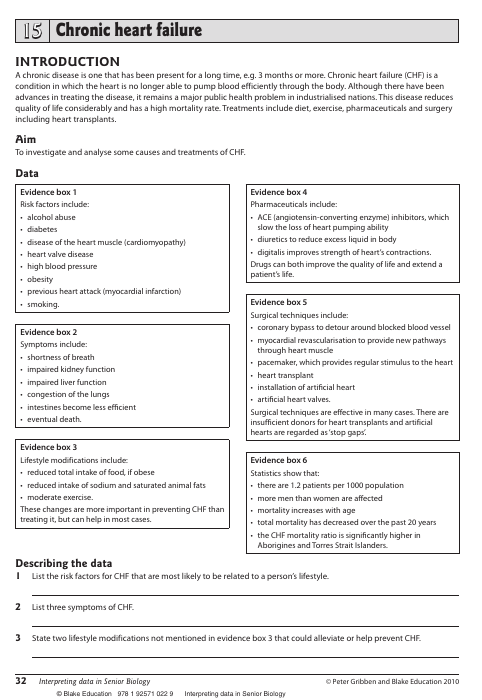 15 Chronic heart failure
INTRODUCTION
A chronic disease is one that has been present for a long time, e.g. 3 months or more. Chronic heart failure (CHF) is a
condition in which the heart is no longer able to pump blood efficiently through the body. Although there have been
advances in treating the disease, it remains a major public health problem in industrialised nations. This disease reduces
quality of life considerably and has a high mortality rate. Treatments include diet, exercise, pharmaceuticals and surgery
including heart transplants.
Aim
To investigate and analyse some causes and treatments of CHF.
Data
Evidence box 1
Risk factors include:
• alcohol abuse
• diabetes
• disease of the heart muscle (cardiomyopathy)
• heart valve disease
• high blood pressure
• obesity
• previous heart attack (myocardial infarction)
• smoking.
Evidence box 2
Symptoms include:
• shortness of breath
• impaired kidney function
• impaired liver function
• congestion of the lungs
• intestines become less efficient
• eventual death.
Evidence box 3
Lifestyle modifications include:
• reduced total intake of food, if obese
• reduced intake of sodium and saturated animal fats
• moderate exercise.
These changes are more important in preventing CHF than
treating it, but can help in most cases.
Evidence box 4
Pharmaceuticals include:
• ACE (angiotensin-converting enzyme) inhibitors, which
slow the loss of heart pumping ability
• diuretics to reduce excess liquid in body
• digitalis improves strength of heart's contractions.
Drugs can both improve the quality of life and extend a
patient's life.
Evidence box 5
Surgical techniques include:
• coronary bypass to detour around blocked blood vessel
• myocardial revascularisation to provide new pathways
through heart muscle
• pacemaker, which provides regular stimulus to the heart
• heart transplant
• installation of artificial heart
• artificial heart valves.
Surgical techniques are effective in many cases. There are
insufficient donors for heart transplants and artificial
hearts are regarded as 'stop gaps'.
Evidence box 6
Statistics show that:
• there are 1.2 patients per 1000 population
• more men than women are affected
• mortality increases with age
• total mortality has decreased over the past 20 years
• the CHF mortality ratio is significantly higher in
Aborigines and Torres Strait Islanders.
Describing the data
1 List the risk factors for CHF that are most likely to be related to a person's lifestyle.
2 List three symptoms of CHF.
3 State two lifestyle modifications not mentioned in evidence box 3 that could alleviate or help prevent CHF.
32 Interpreting data in Senior Biology © Peter Gribben and Blake Education 2010
© Blake Education 978 1 92571 022 9 Interpreting data in Senior Biology